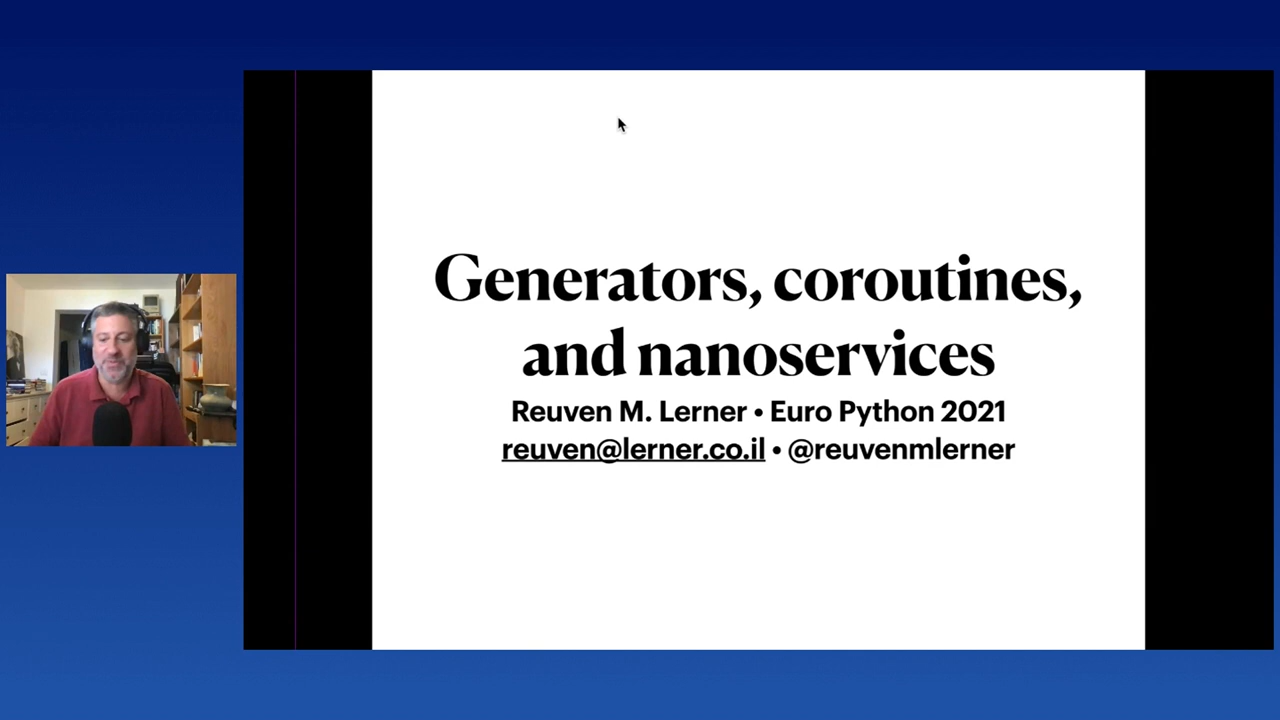 Generators, coroutines,
and nanoservices
Reuven M. Lerner • Euro Python 2021
reuven@lerner.co.il • @reuvenmlerner